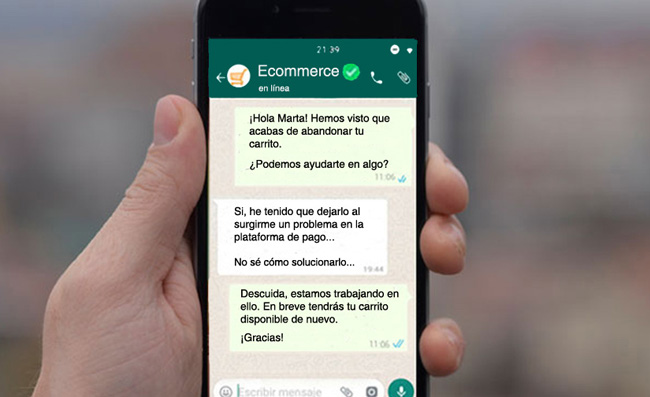 21:39
Ecommerce
en línea
¡Hola Marta! Hemos visto que
acabas de abandonar tu
carrito.
¿Podemos ayudarte en algo?
11:06
Si, he tenido que dejarlo al
surgirme un problema en la
plataforma de pago...
No sé cómo solucionarlo...
19:44
Descuida, estamos trabajando en
ello. En breve tendrás tu carrito
disponible de nuevo.
¡Gracias!
11:06
Escribir mensaje